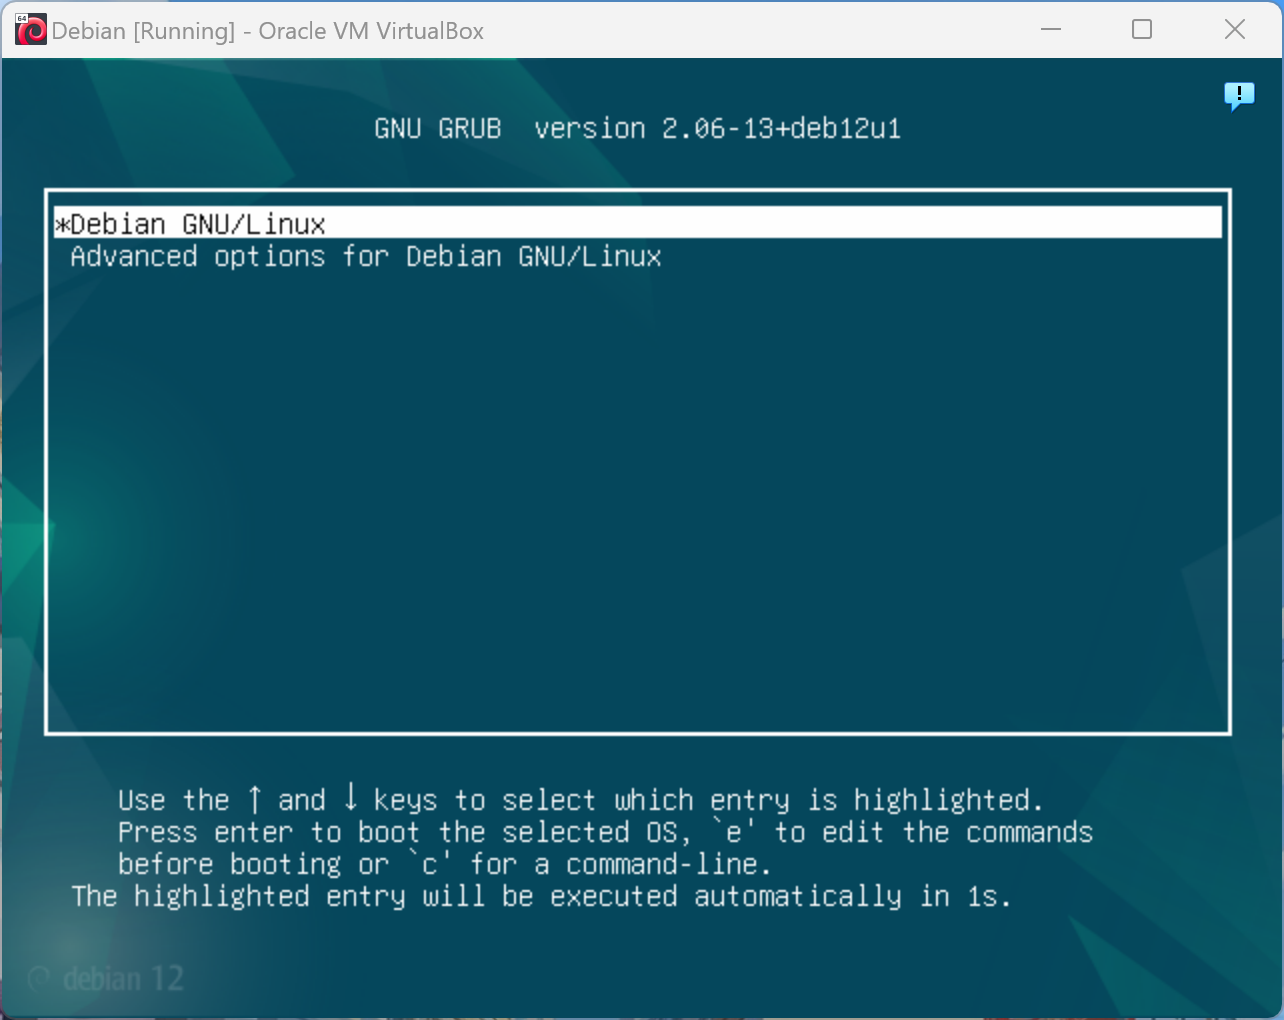 64
Debian [Running] - Oracle VM VirtualBox
GNU GRUB  version 2.06-13+deb12u1
*Debian GNU/Linux
Advanced options for Debian GNU/Linux
Use the ↑ and ↓ keys to select which entry is highlighted.
Press enter to boot the selected OS, `e' to edit the commands
before booting or `c' for a command-line.
The highlighted entry will be executed automatically in 1s.
debian 12